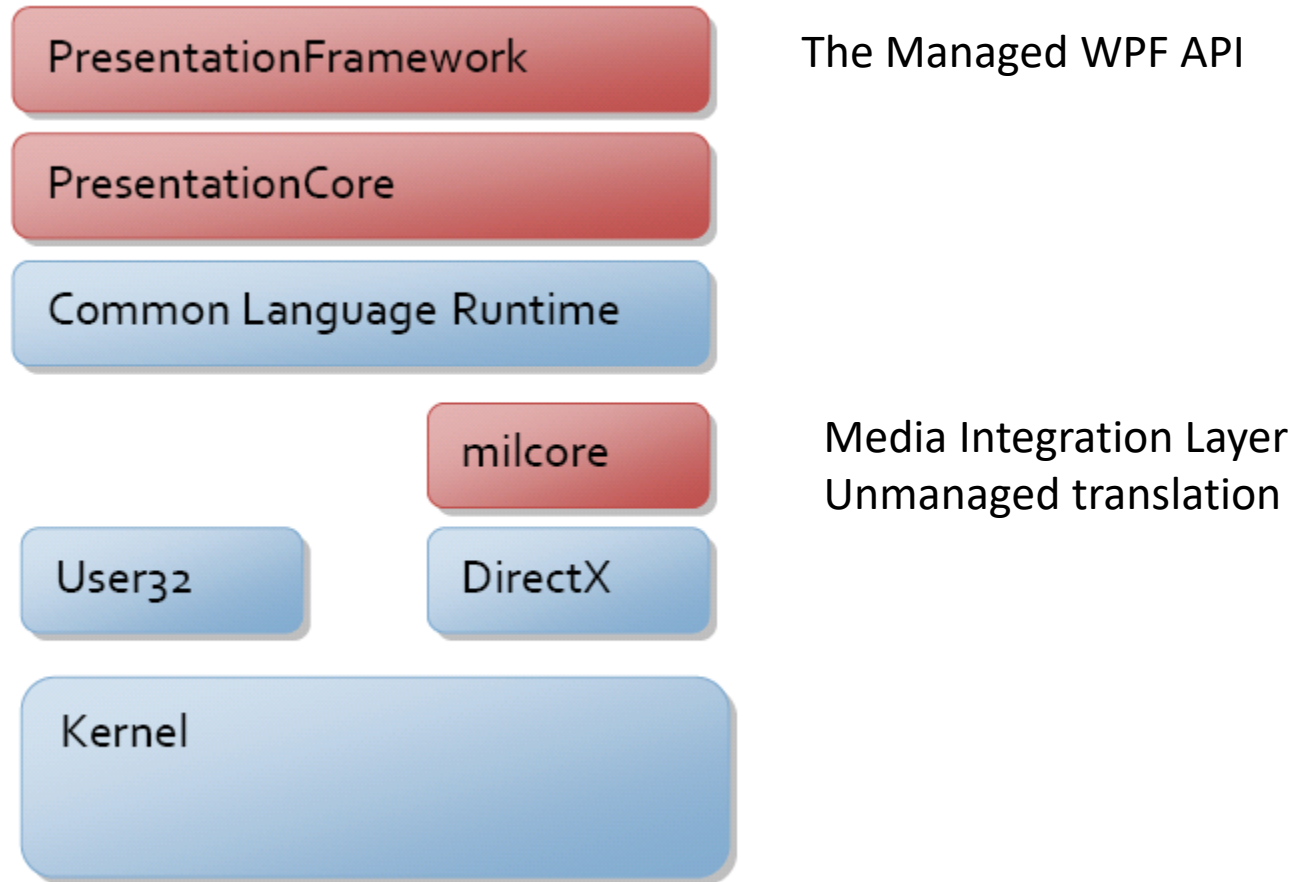 PresentationFramework
The Managed WPF API
PresentationCore
Common Language Runtime
milcore
Media Integration Layer
Unmanaged translation
User32
DirectX
Kernel